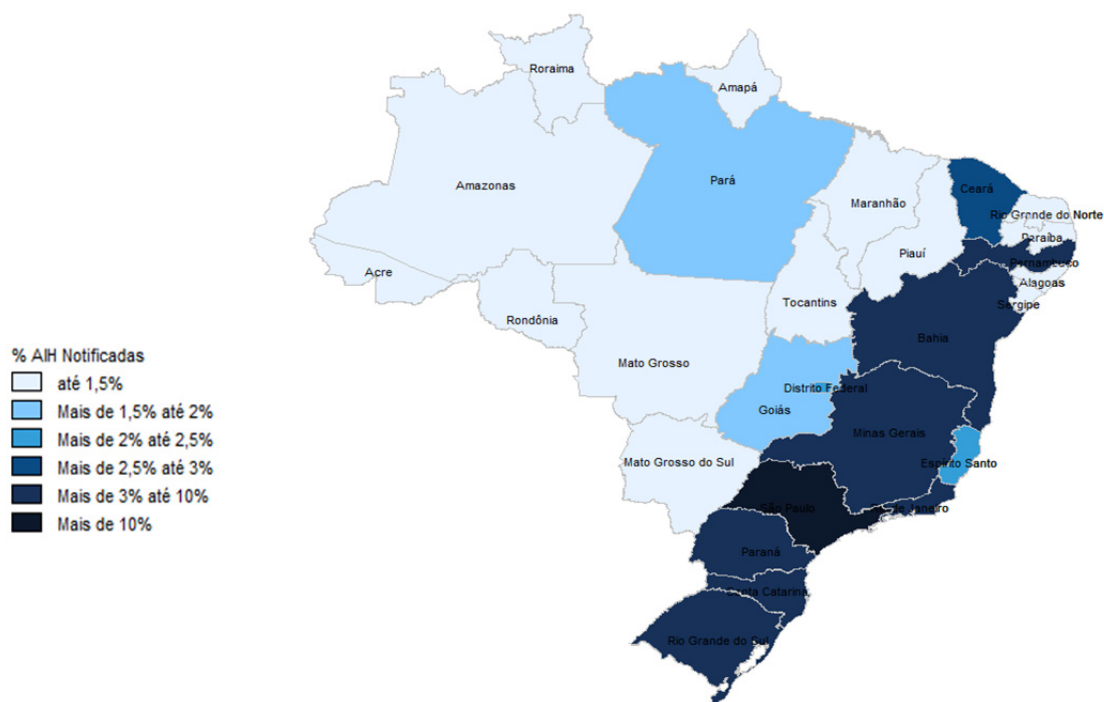 Roraima
Amapá
Amazonas
Pará
Ceará
Maranhão
Rio Grande do Norte
Paraíba
Piauí
Pernambuco
Acre
Alagoas
Tocantins
Sergipe
Rondônia
Bahia
Mato Grosso
Distrito Federal
Goiás
Minas Gerais
Mato Grosso do Sul
Espírito Santo
São Paulo
de Janeiro
Paraná
Santa Catarina
Rio Grande do Sul
% AIH Notificadas
até 1,5%
Mais de 1,5% até 2%
Mais de 2% até 2,5%
Mais de 2,5% até 3%
Mais de 3% até 10%
Mais de 10%